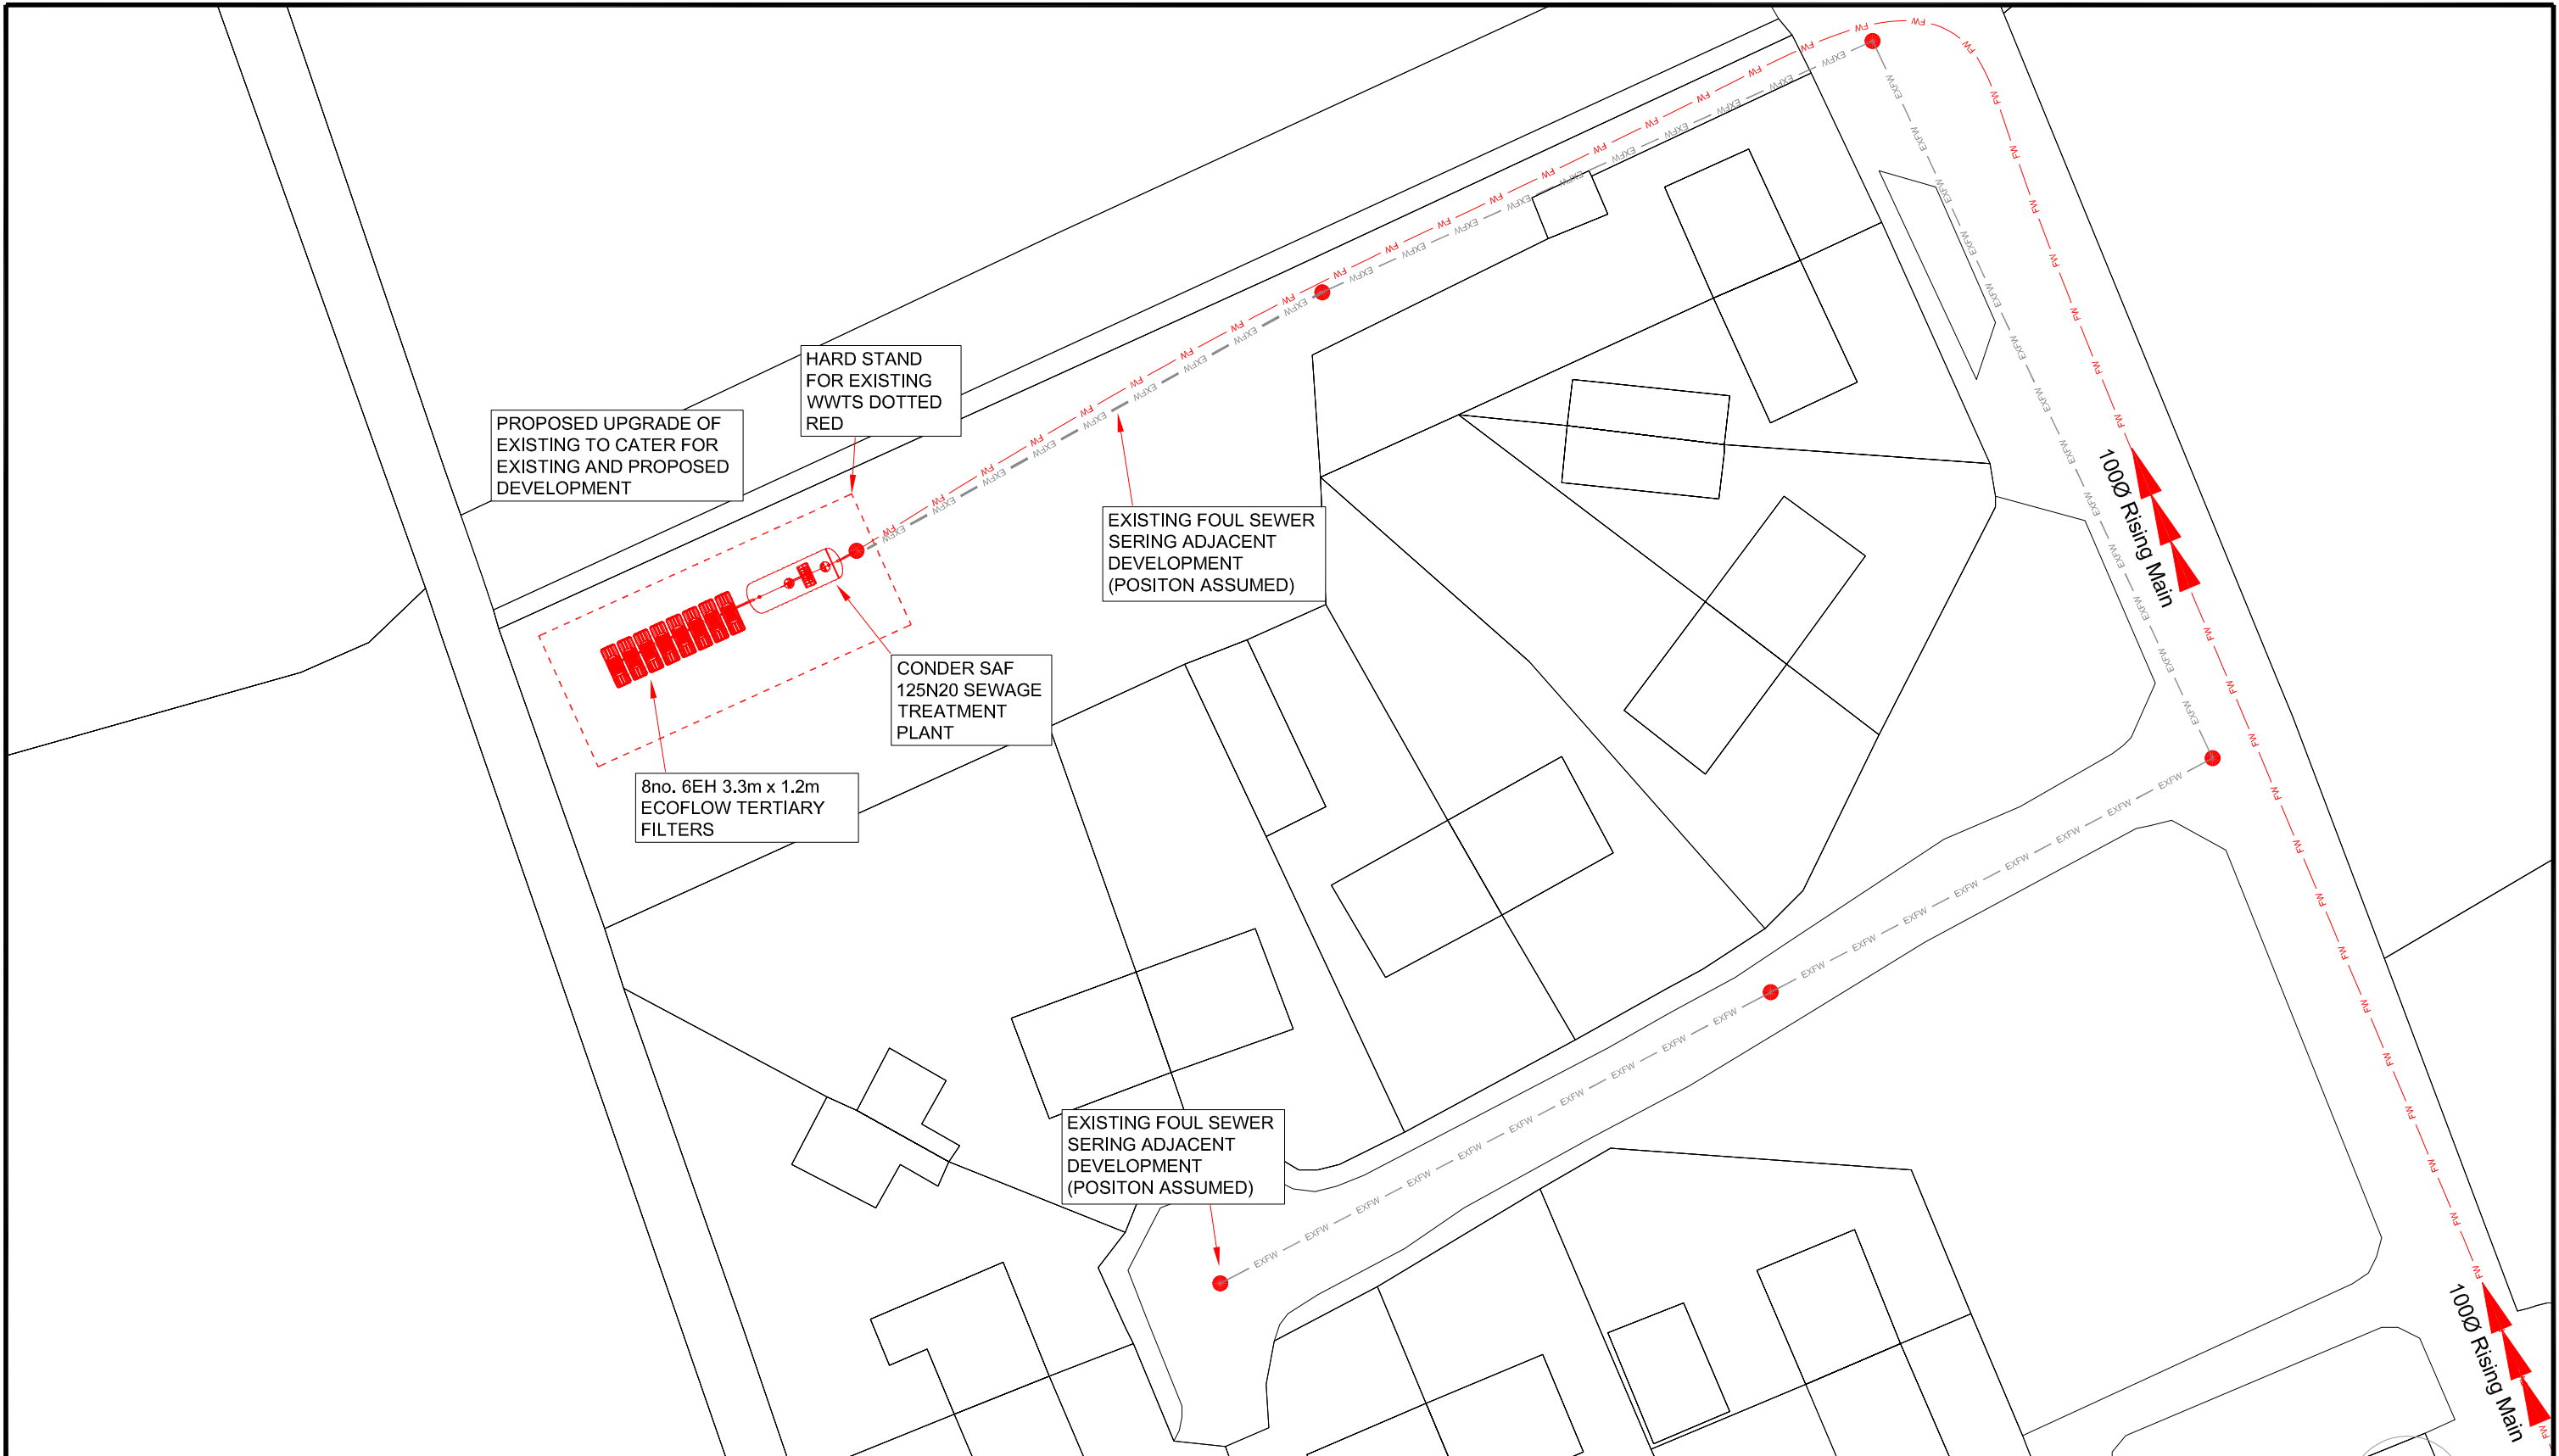 HARD STAND
FOR EXISTING
WWTS DOTTED
RED
PROPOSED UPGRADE OF
EXISTING TO CATER FOR
EXISTING AND PROPOSED
DEVELOPMENT
EXISTING FOUL SEWER
SERING ADJACENT
DEVELOPMENT
(POSITON ASSUMED)
100Ø Rising Main
CONDER SAF
125N20 SEWAGE
TREATMENT
PLANT
8no. 6EH 3.3m x 1.2m
ECOFLOW TERTIARY
FILTERS
EXISTING FOUL SEWER
SERING ADJACENT
DEVELOPMENT
(POSITON ASSUMED)
100Ø Rising Main
FW
EXFW